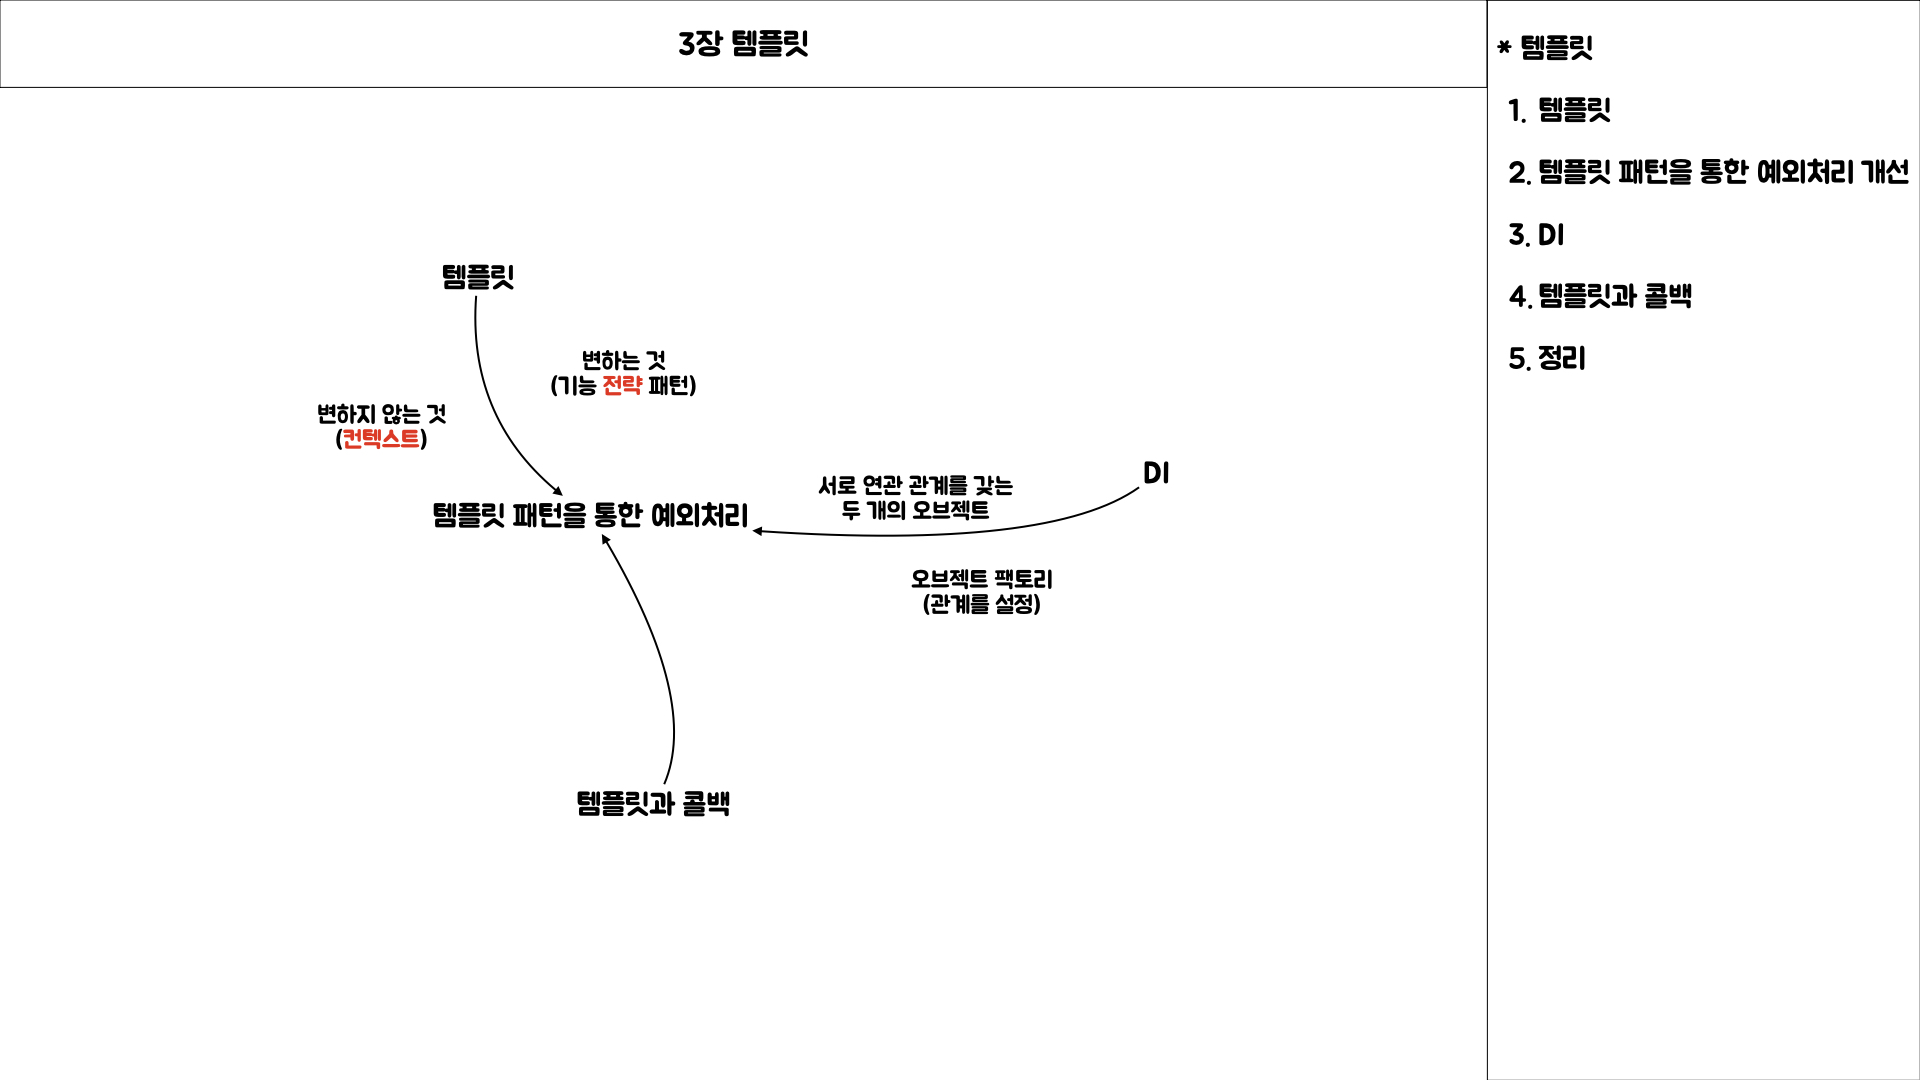 3장 템플릿
템플릿
변하는 것
(기능 전략 패턴)
변하지 않는 것
(컨텍스트)
템플릿 패턴을 통한 예외처리
서로 연관 관계를 갖는
두 개의 오브젝트
DI
오브젝트 팩토리
(관계를 설정)
템플릿과 콜백
* 템플릿
1. 템플릿
2. 템플릿 패턴을 통한 예외처리 개선
3. DI
4. 템플릿과 콜백
5. 정리